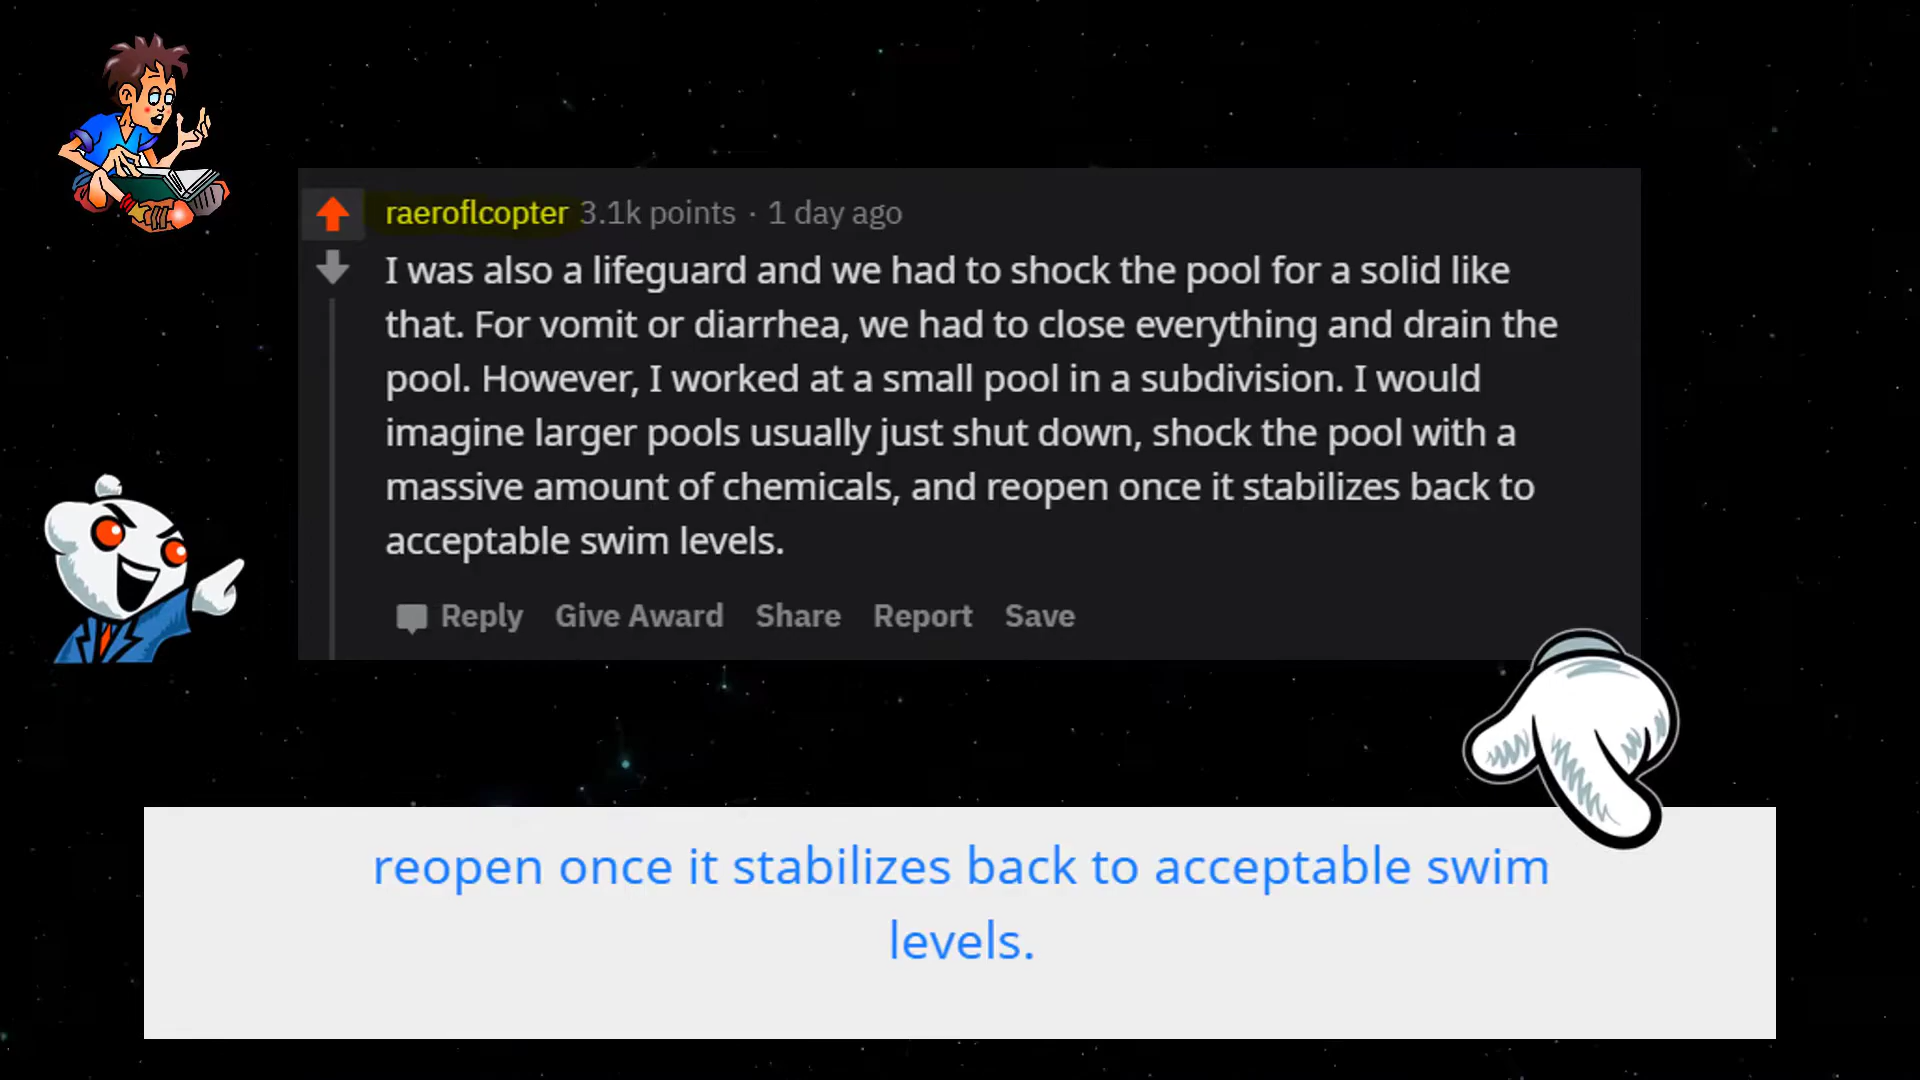 raeroflcopter 3.1k points · 1 day ago
I was also a lifeguard and we had to shock the pool for a solid like
that. For vomit or diarrhea, we had to close everything and drain the
pool. However, I worked at a small pool in a subdivision. I would
imagine larger pools usually just shut down, shock the pool with a
massive amount of chemicals, and reopen once it stabilizes back to
acceptable swim levels.
Reply Give Award Share Report Save
reopen once it stabilizes back to acceptable swim
levels.